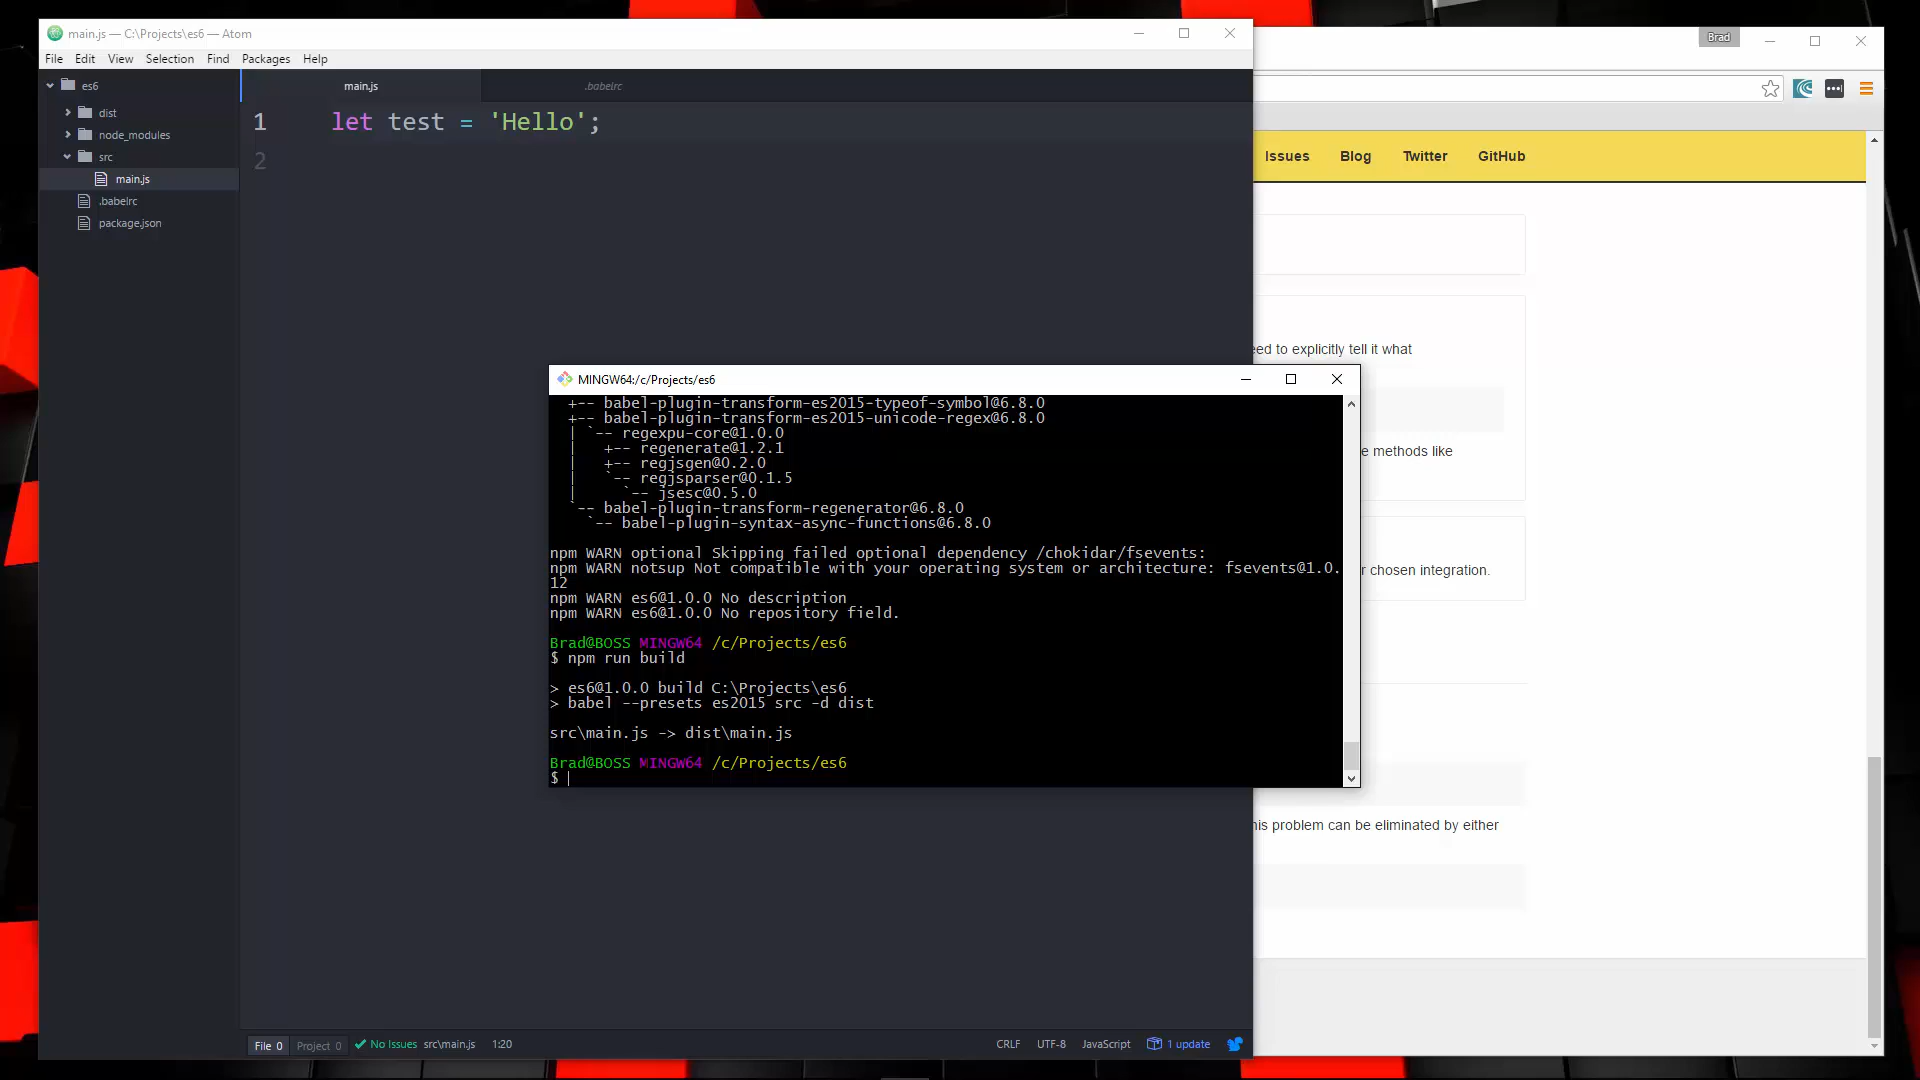 main.js — C:\Projects\es6 — Atom
File Edit View Selection Find Packages Help
es6
dist
node_modules
src
main.js
.babelrc
package.json
main.js
.babelrc
1 let test = 'Hello';
2
Brad
Issues Blog Twitter GitHub
eed to explicitly tell it what
e methods like
r chosen integration.
his problem can be eliminated by either
MINGW64:/c/Projects/es6
+-- babel-plugin-transform-es2015-typeof-symbol@6.8.0
+-- babel-plugin-transform-es2015-unicode-regex@6.8.0
| `-- regexpu-core@1.0.0
|   +-- regenerate@1.2.1
|   +-- regjsgen@0.2.0
|   `-- regjsparser@0.1.5
|     `-- jsesc@0.5.0
`-- babel-plugin-transform-regenerator@6.8.0
  `-- babel-plugin-syntax-async-functions@6.8.0
npm WARN optional Skipping failed optional dependency /chokidar/fsevents:
npm WARN notsup Not compatible with your operating system or architecture: fsevents@1.0.
12
npm WARN es6@1.0.0 No description
npm WARN es6@1.0.0 No repository field.
Brad@BOSS MINGW64 /c/Projects/es6
$ npm run build
> es6@1.0.0 build C:\Projects\es6
> babel --presets es2015 src -d dist
src\main.js -> dist\main.js
Brad@BOSS MINGW64 /c/Projects/es6
$
File 0 Project 0 No Issues src\main.js 1:20 CRLF UTF-8 JavaScript 1 update